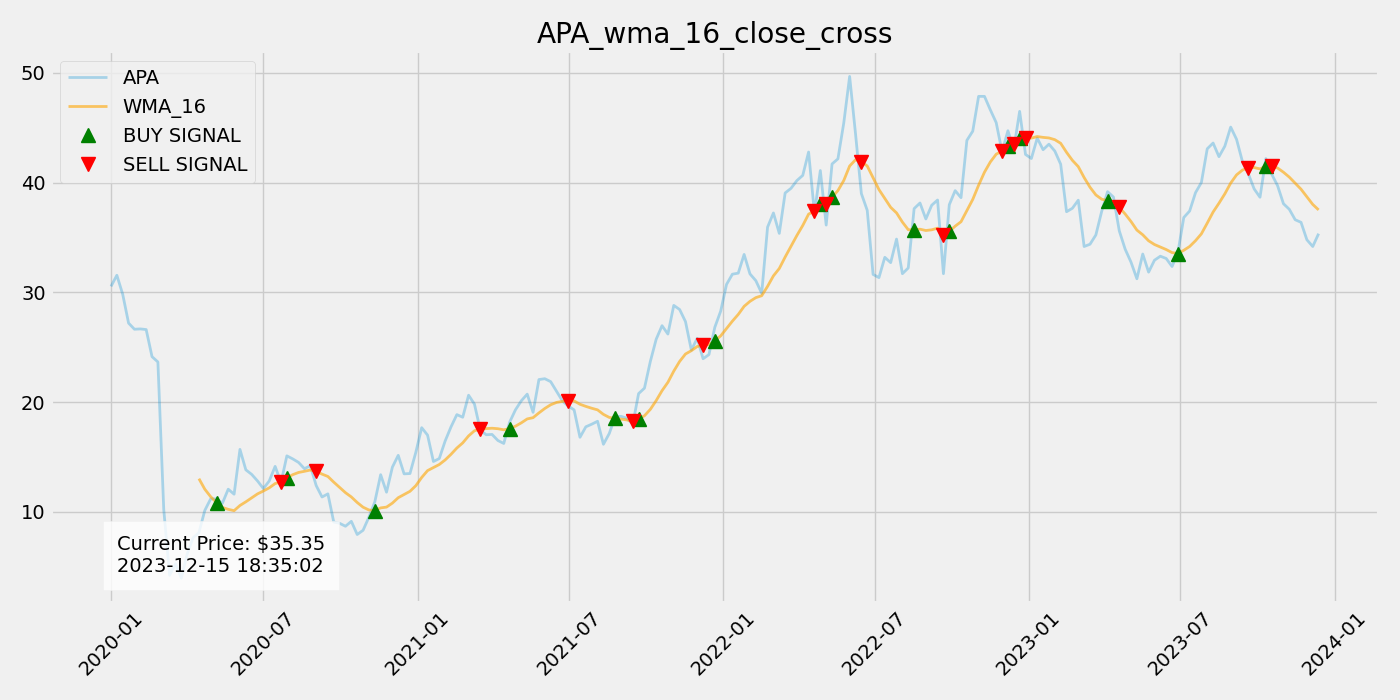 APA_wma_16_close_cross
50
40
30
20
10
APA
WMA_16
BUY SIGNAL
SELL SIGNAL
Current Price: $35.35
2023-12-15 18:35:02
2020-01
2020-07
2021-01
2021-07
2022-01
2022-07
2023-01
2023-07
2024-01